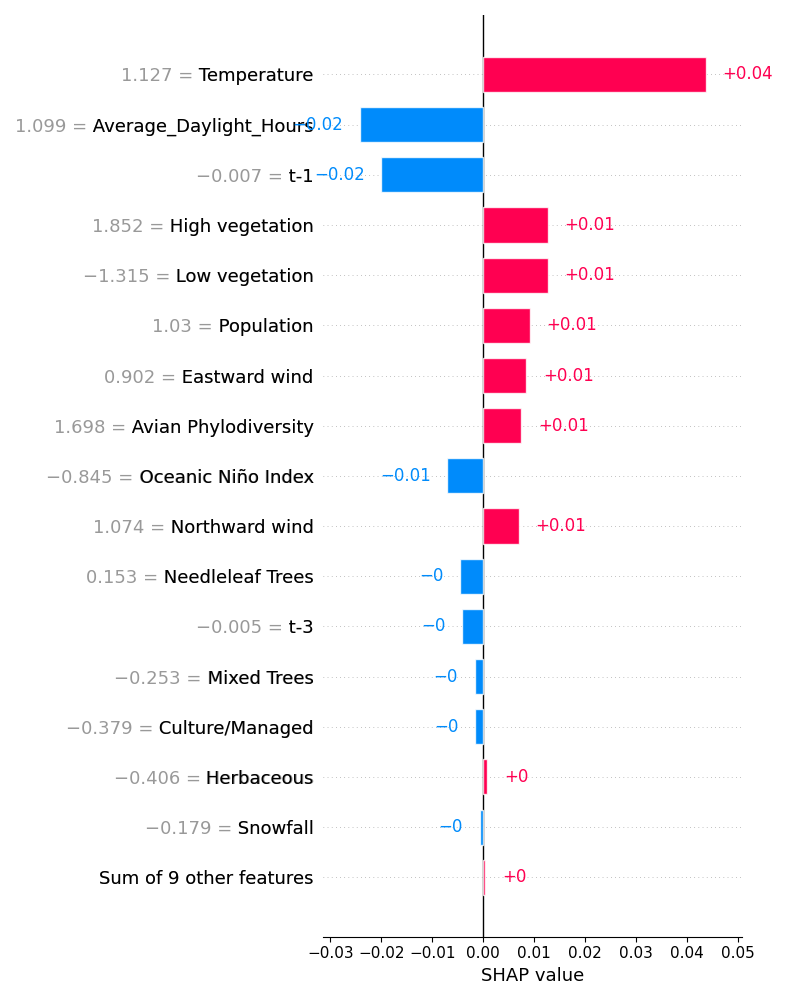 1.127 = Temperature +0.04
1.099 = Average_Daylight_Hours −0.02
−0.007 = t-1 −0.02
1.852 = High vegetation +0.01
−1.315 = Low vegetation +0.01
1.03 = Population +0.01
0.902 = Eastward wind +0.01
1.698 = Avian Phylodiversity +0.01
−0.845 = Oceanic Niño Index −0.01
1.074 = Northward wind +0.01
0.153 = Needleleaf Trees −0
−0.005 = t-3 −0
−0.253 = Mixed Trees −0
−0.379 = Culture/Managed −0
−0.406 = Herbaceous +0
−0.179 = Snowfall −0
Sum of 9 other features +0
−0.03 −0.02 −0.01 0.00 0.01 0.02 0.03 0.04 0.05
SHAP value